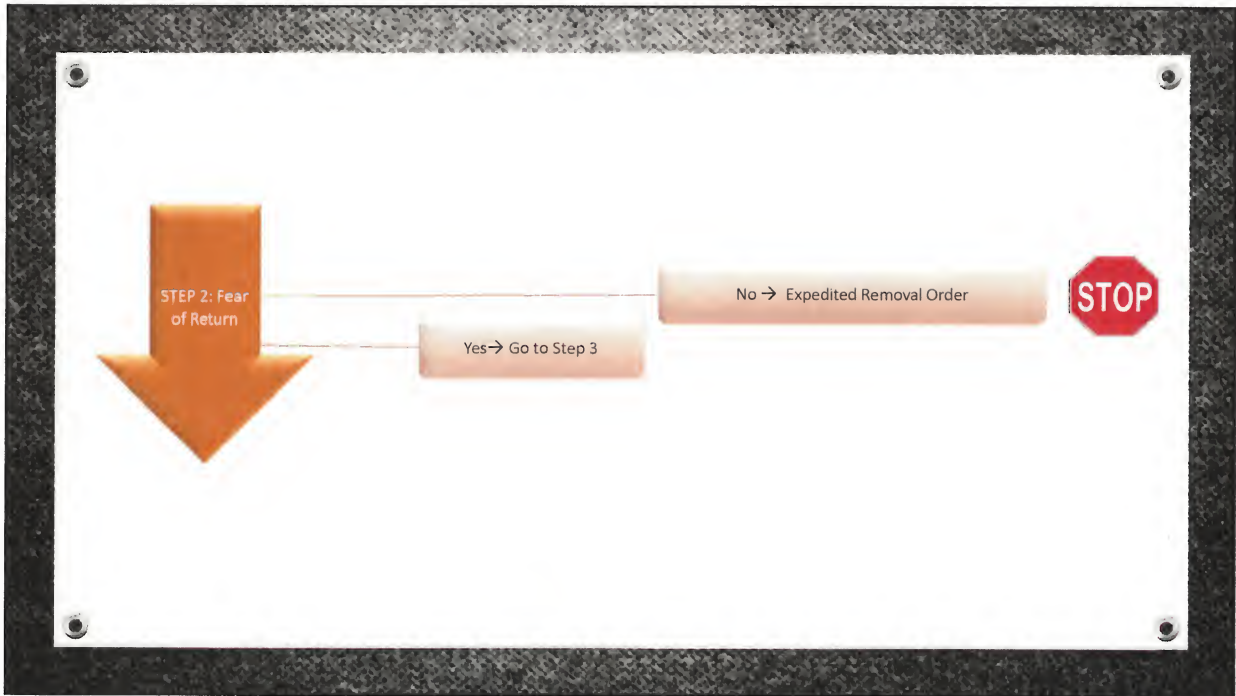 STEP 2: Fear
of Return
No → Expedited Removal Order
STOP
Yes→ Go to Step 3